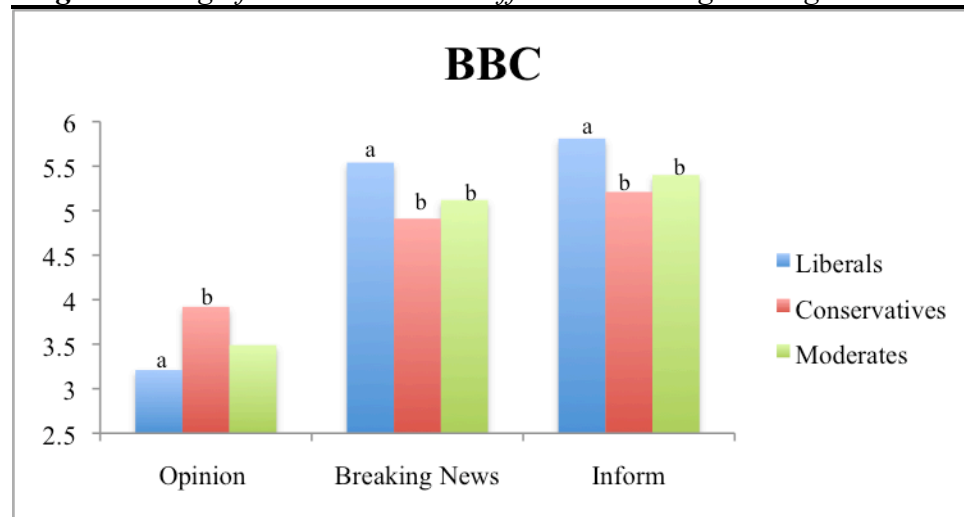 BBC
6
5.5
5
4.5
4
3.5
3
2.5
a
b
a
b
b
a
b
b
Opinion
Breaking News
Inform
Liberals
Conservatives
Moderates